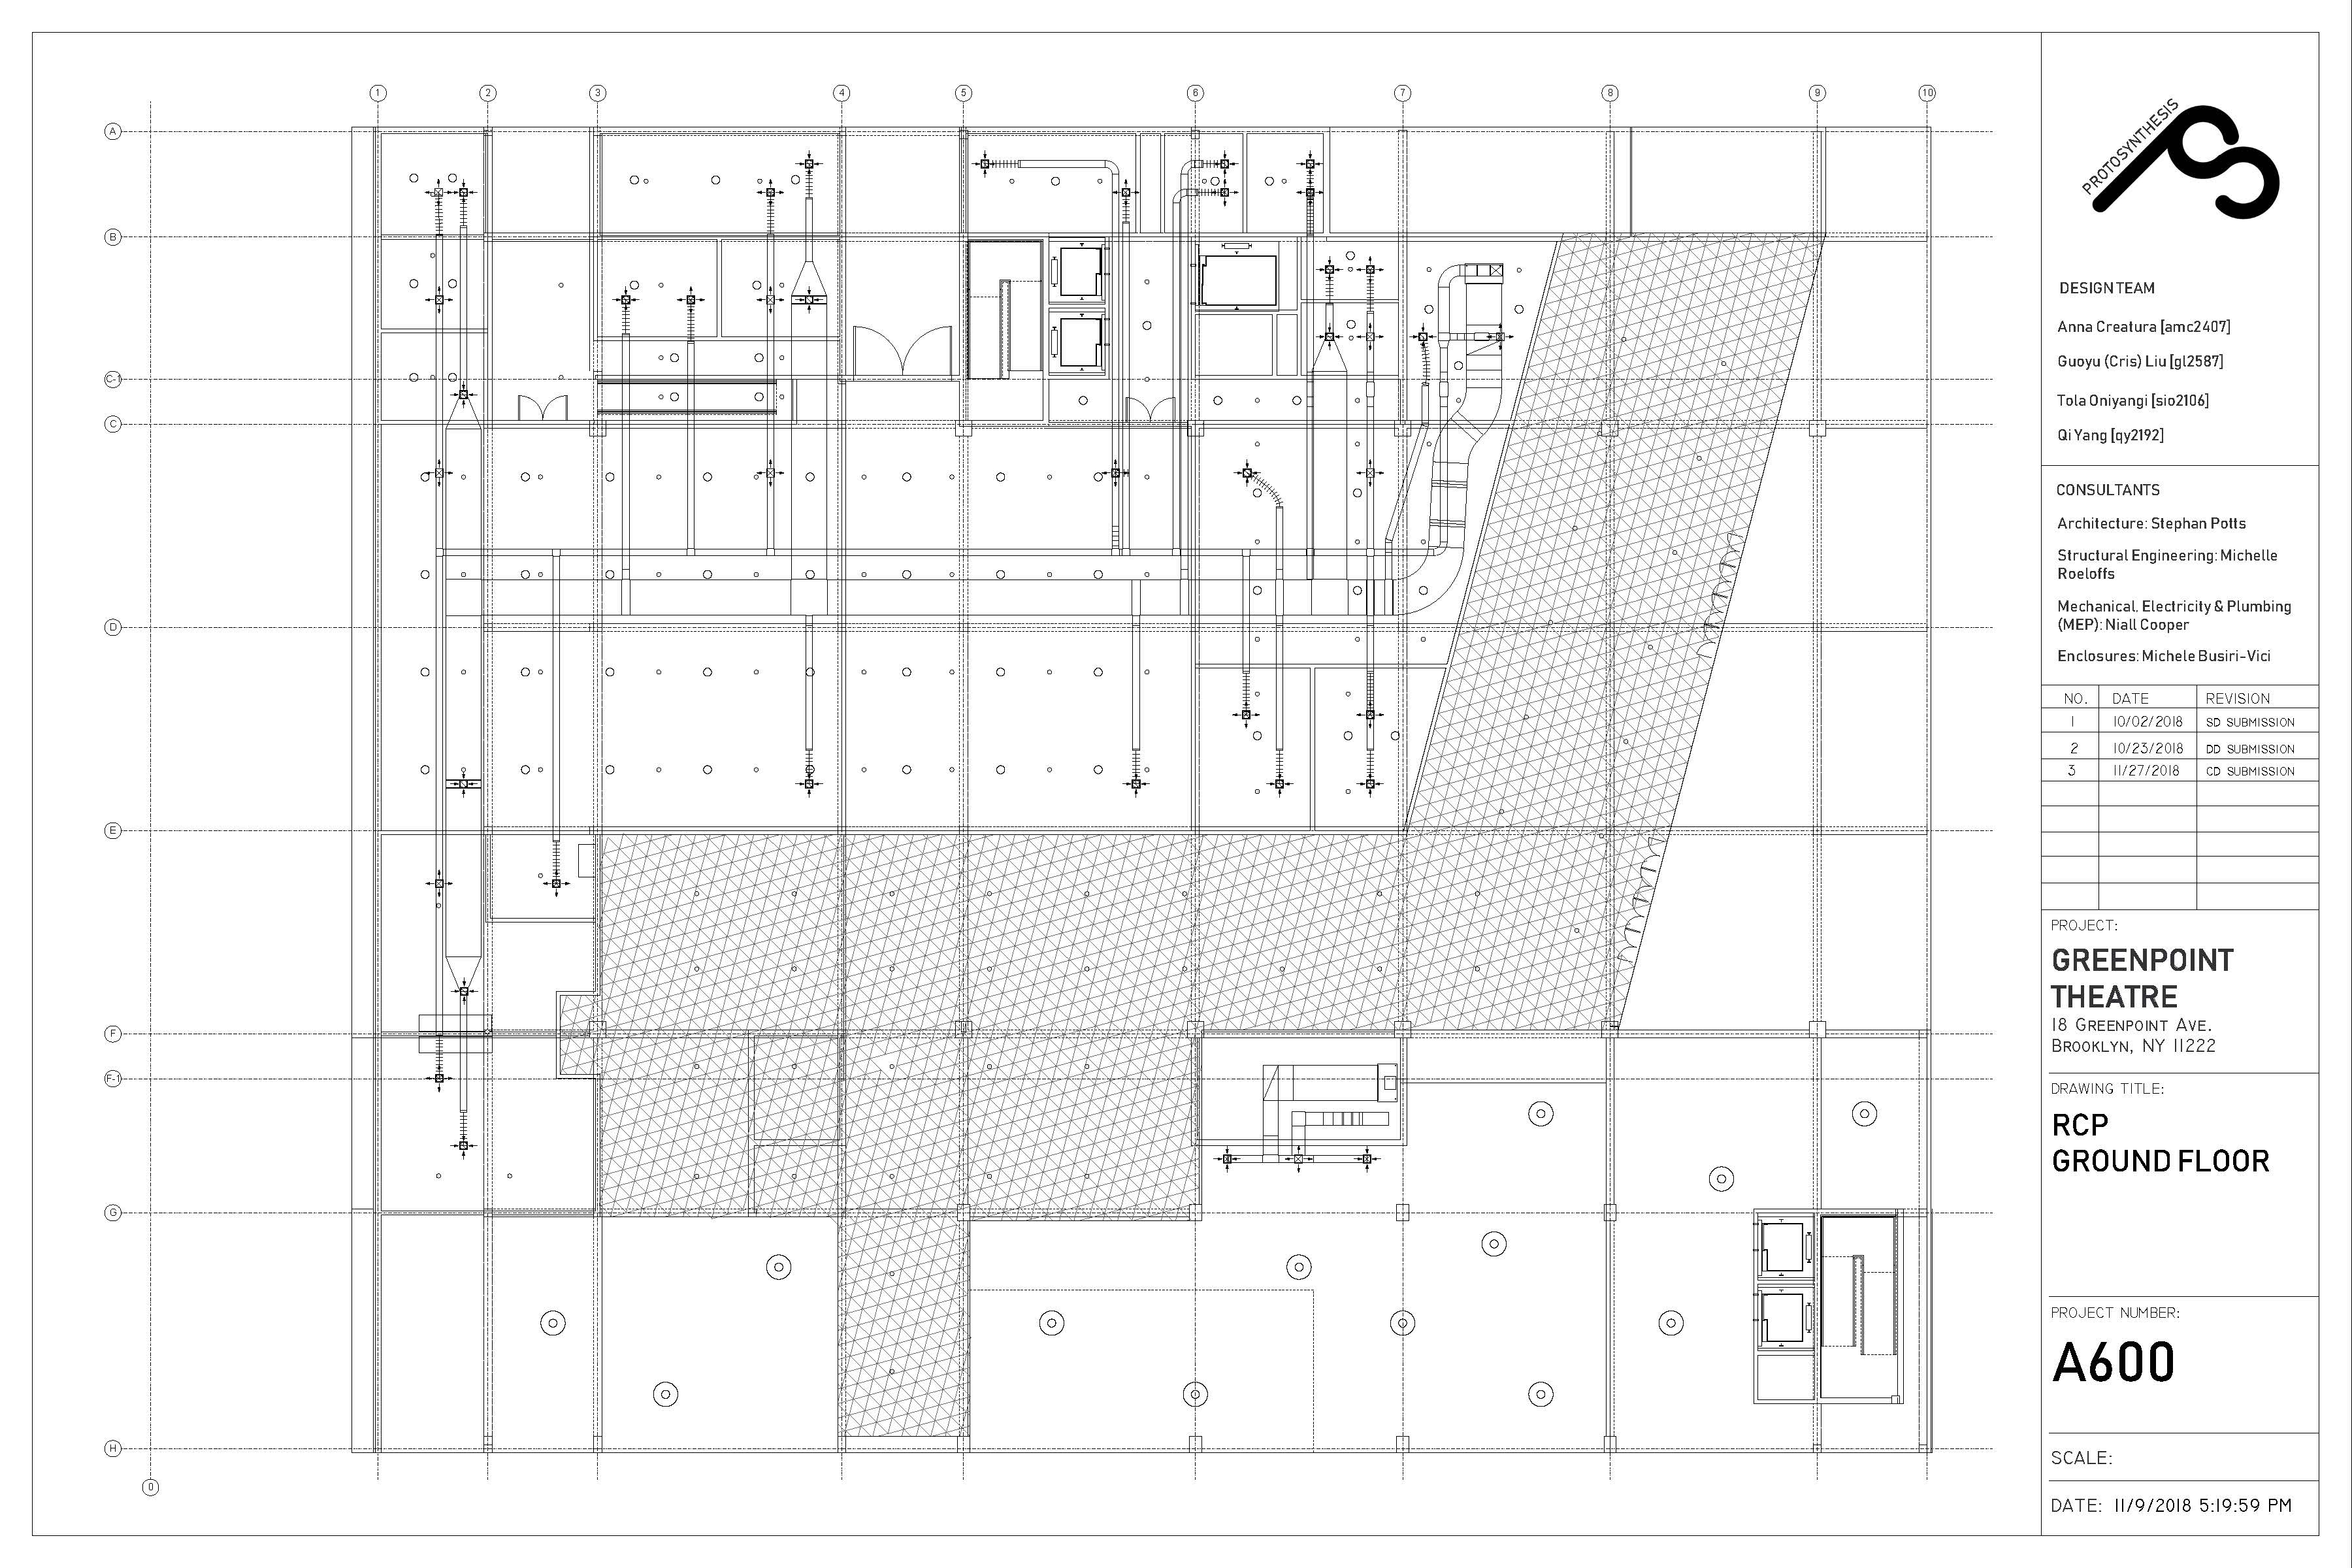 1 2 3 4 5 6 7 8 9 10
A
B
C-1
C
D
E
F
F-1
G
H
0
PROTOSYNTHESIS
DESIGN TEAM
Anna Creatura [amc2407]
Guoyu (Cris) Liu [gl2587]
Tola Oniyangi [sio2106]
Qi Yang [qy2192]
CONSULTANTS
Architecture: Stephan Potts
Structural Engineering: Michelle
Roeloffs
Mechanical, Electricity & Plumbing
(MEP): Niall Cooper
Enclosures: Michele Busiri-Vici
NO. DATE REVISION
1 10/02/2018 SD SUBMISSION
2 10/23/2018 DD SUBMISSION
3 11/27/2018 CD SUBMISSION
PROJECT:
GREENPOINT
THEATRE
18 GREENPOINT AVE.
BROOKLYN, NY 11222
DRAWING TITLE:
RCP
GROUND FLOOR
PROJECT NUMBER:
A600
SCALE:
DATE: 11/9/2018 5:19:59 PM